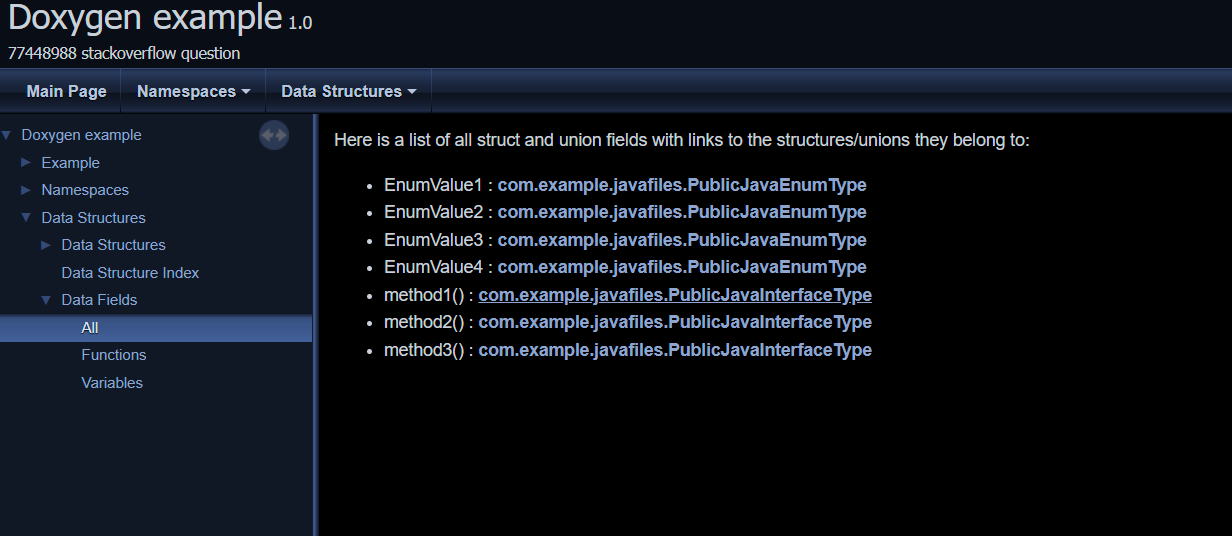 Doxygen example 1.0
77448988 stackoverflow question
Main Page Namespaces Data Structures
Doxygen example
Example
Namespaces
Data Structures
Data Structures
Data Structure Index
Data Fields
All
Functions
Variables
Here is a list of all struct and union fields with links to the structures/unions they belong to:
EnumValue1 : com.example.javafiles.PublicJavaEnumType
EnumValue2 : com.example.javafiles.PublicJavaEnumType
EnumValue3 : com.example.javafiles.PublicJavaEnumType
EnumValue4 : com.example.javafiles.PublicJavaEnumType
method1() : com.example.javafiles.PublicJavaInterfaceType
method2() : com.example.javafiles.PublicJavaInterfaceType
method3() : com.example.javafiles.PublicJavaInterfaceType